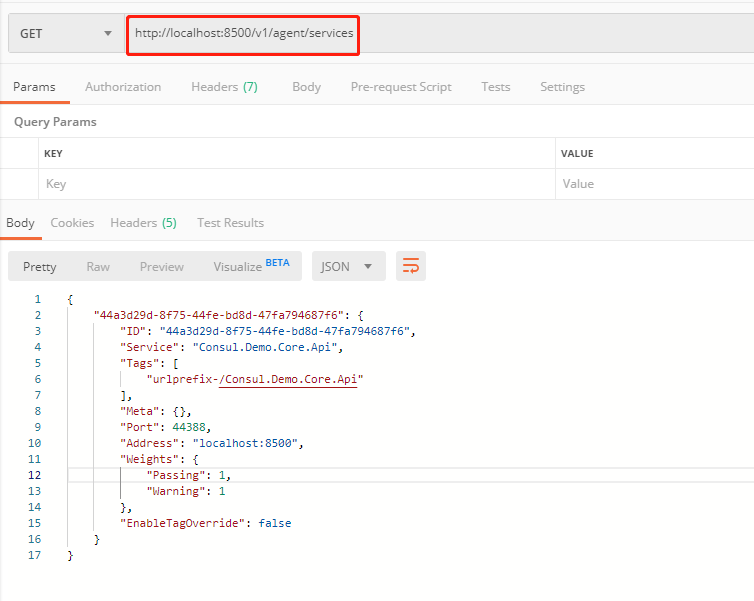 GET http://localhost:8500/v1/agent/services
Params Authorization Headers (7) Body Pre-request Script Tests Settings
Query Params
KEY VALUE
Key Value
Body Cookies Headers (5) Test Results
Pretty Raw Preview Visualize BETA JSON
1 {
2 "44a3d29d-8f75-44fe-bd8d-47fa794687f6": {
3 "ID": "44a3d29d-8f75-44fe-bd8d-47fa794687f6",
4 "Service": "Consul.Demo.Core.Api",
5 "Tags": [
6 "urlprefix-/Consul.Demo.Core.Api"
7 ],
8 "Meta": {},
9 "Port": 44388,
10 "Address": "localhost:8500",
11 "Weights": {
12 "Passing": 1,
13 "Warning": 1
14 },
15 "EnableTagOverride": false
16 }
17 }